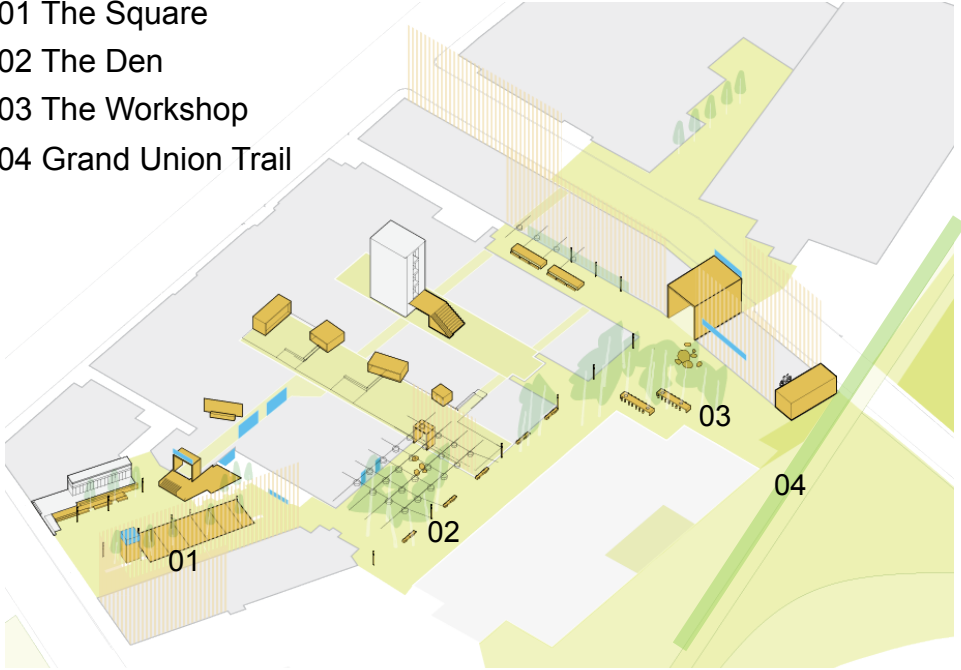 01 The Square
02 The Den
03 The Workshop
04 Grand Union Trail
03
04
02
01